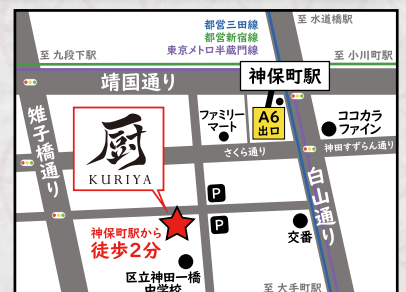 至 水道橋駅
都営三田線
都営新宿線
東京メトロ半蔵門線
至 九段下駅
至 小川町駅
靖国通り
神保町駅
雉子橋通り
ファミリー
マート
A6
出口
ココカラ
ファイン
厨
KURIYA
さくら通り
神田すずらん通り
白山通り
P
P
神保町駅から
徒歩2分
交番
区立神田一橋
中学校
至 大手町駅